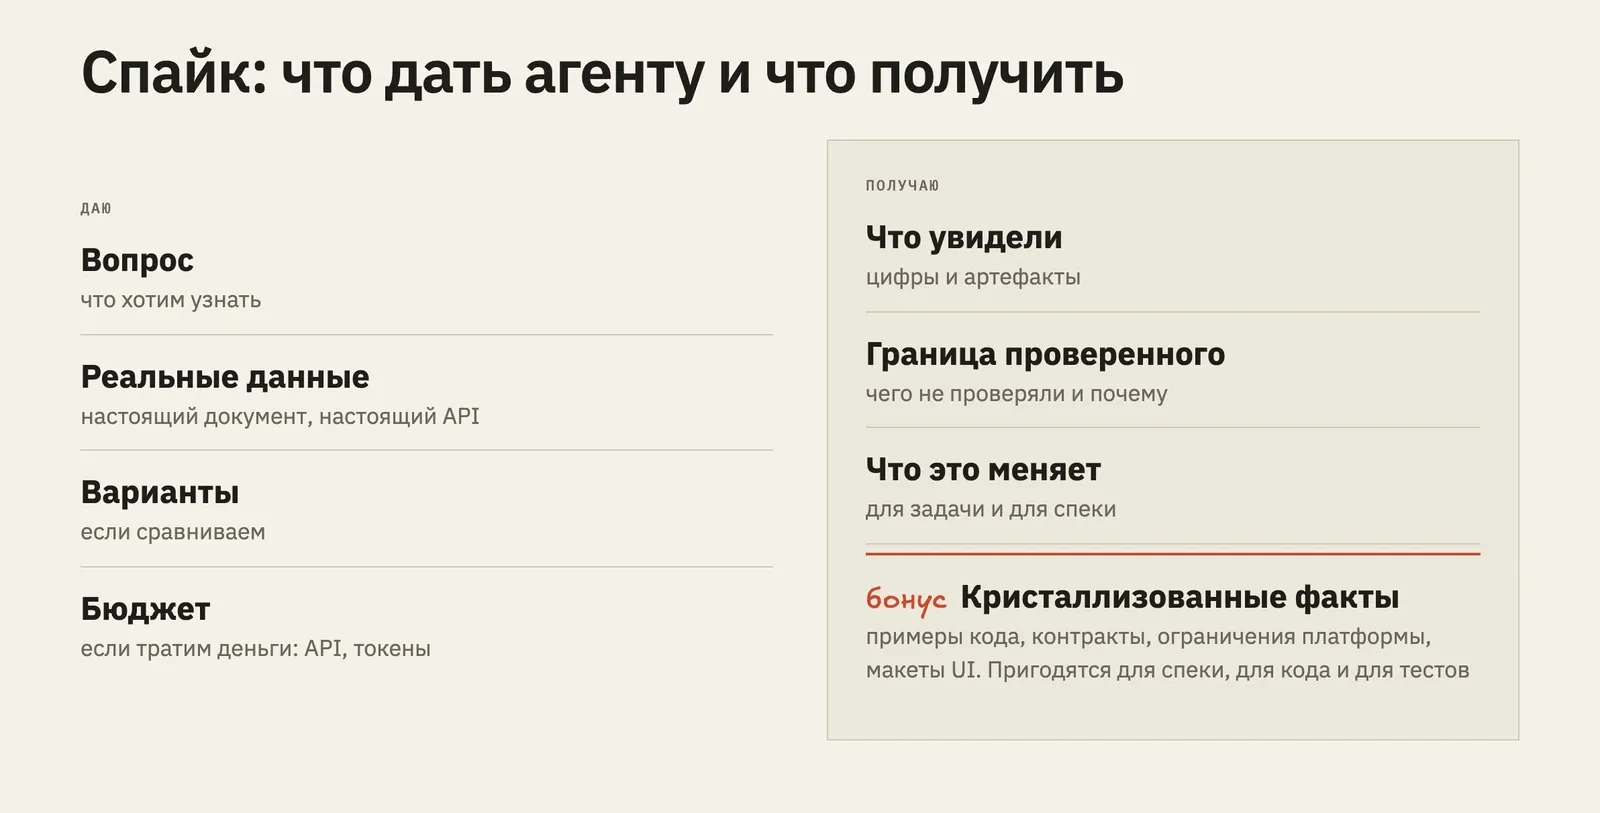 Спайк: что дать агенту и что получить
ДАЮ
Вопрос
что хотим узнать
Реальные данные
настоящий документ, настоящий API
Варианты
если сравниваем
Бюджет
если тратим деньги: API, токены
ПОЛУЧАЮ
Что увидели
цифры и артефакты
Граница проверенного
чего не проверяли и почему
Что это меняет
для задачи и для спеки
бонус Кристаллизованные факты
примеры кода, контракты, ограничения платформы,
макеты UI. Пригодятся для спеки, для кода и для тестов